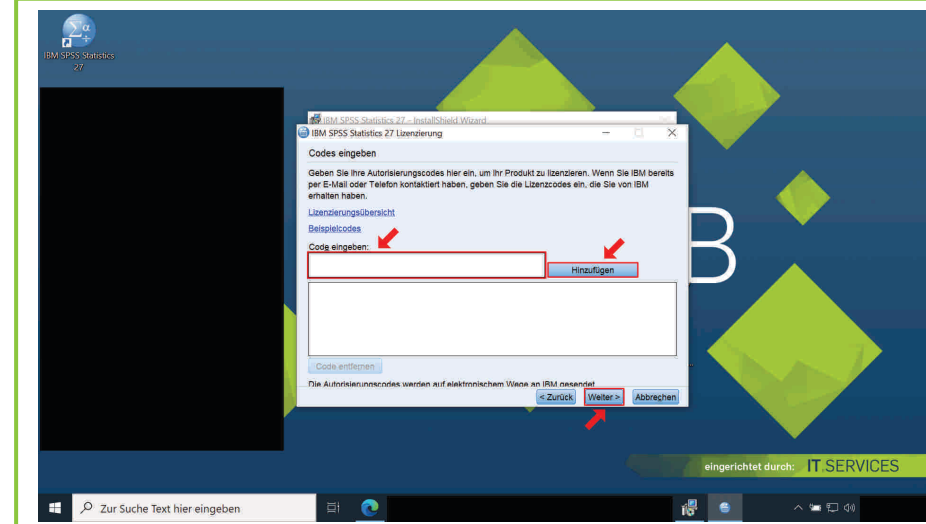 IBM SPSS Statistics
27
IBM SPSS Statistics 27 - InstallShield Wizard
IBM SPSS Statistics 27 Lizenzierung
Codes eingeben
Geben Sie Ihre Autorisierungscodes hier ein, um Ihr Produkt zu lizenzieren. Wenn Sie IBM bereits
per E-Mail oder Telefon kontaktiert haben, geben Sie die Lizenzcodes ein, die Sie von IBM
erhalten haben.
Lizenzierungsübersicht
Beispielcodes
Code eingeben:
Hinzufügen
Code entfernen
Die Autorisierungscodes werden auf elektronischem Wege an IBM gesendet
< Zurück
Weiter >
Abbrechen
B
eingerichtet durch: IT.SERVICES
Zur Suche Text hier eingeben